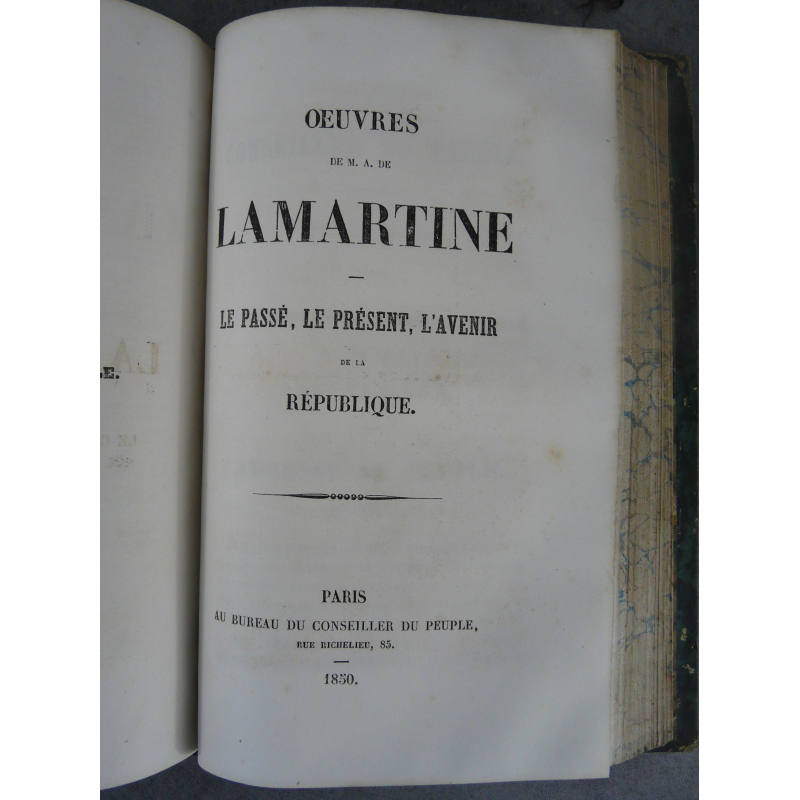 OEUVRES
DE M. A. DE
LAMARTINE
LE PASSÉ, LE PRÉSENT, L'AVENIR
DE LA
RÉPUBLIQUE.
PARIS
AU BUREAU DU CONSEILLER DU PEUPLE,
RUE RICHELIEU, 85.
1850.